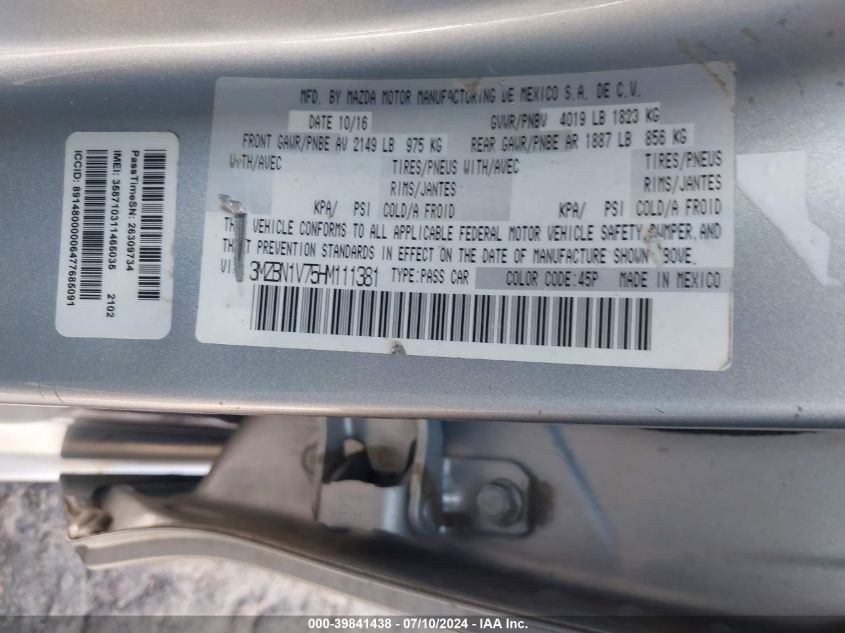 MFD. BY MAZDA MOTOR MANUFACTURING DE MEXICO S.A. DE C.V.
DATE 10/16 GVWR/PNBV 4019 LB 1823 KG
FRONT GAWR/PNBE AV 2149 LB 975 KG REAR GAWR/PNBE AR 1887 LB 856 KG
WITH/AVEC TIRES/PNEUS WITH/AVEC TIRES/PNEUS
RIMS/JANTES RIMS/JANTES
KPA/ PSI COLD/A FROID KPA/ PSI COLD/A FROID
VEHICLE CONFORMS TO ALL APPLICABLE FEDERAL MOTOR VEHICLE SAFETY, BUMPER, AND
THEFT PREVENTION STANDARDS IN EFFECT ON THE DATE OF MANUFACTURE SHOWN ABOVE.
3MZBN1V75HM111381 TYPE:PASS CAR COLOR CODE:45P MADE IN MEXICO
PassTimeSN: 26309734
IMEI: 358710311465035 2102
ICCID: 89148000006477685091
000-39841438 - 07/10/2024 - IAA Inc.